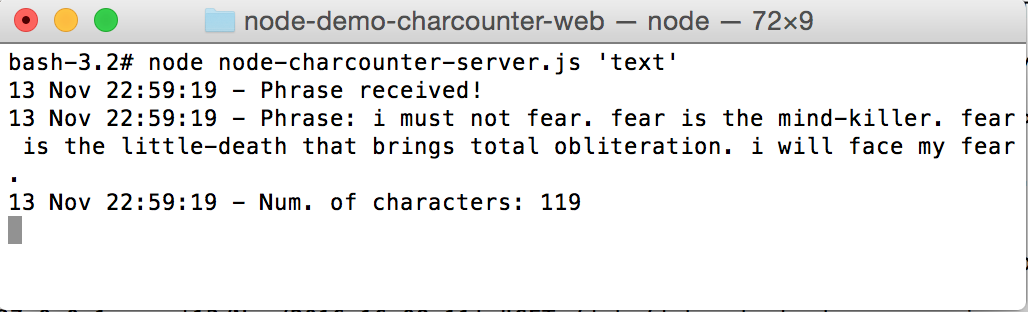 node-demo-charcounter-web — node — 72×9
bash-3.2# node node-charcounter-server.js 'text'
13 Nov 22:59:19 - Phrase received!
13 Nov 22:59:19 - Phrase: i must not fear. fear is the mind-killer. fear
 is the little-death that brings total obliteration. i will face my fear
.
13 Nov 22:59:19 - Num. of characters: 119